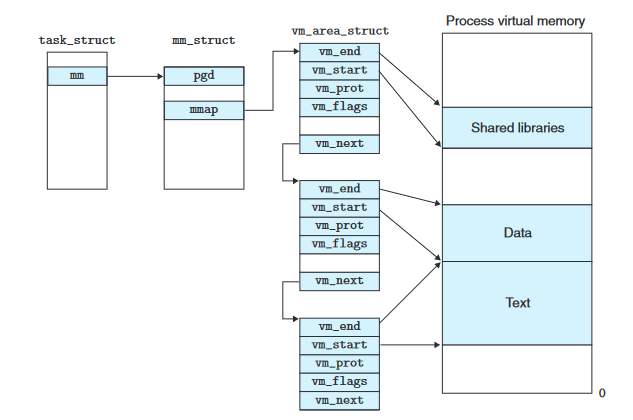 task_struct
mm
mm_struct
pgd
mmap
vm_area_struct
vm_end
vm_start
vm_prot
vm_flags
vm_next
vm_end
vm_start
vm_prot
vm_flags
vm_next
vm_end
vm_start
vm_prot
vm_flags
vm_next
Process virtual memory
Shared libraries
Data
Text
0